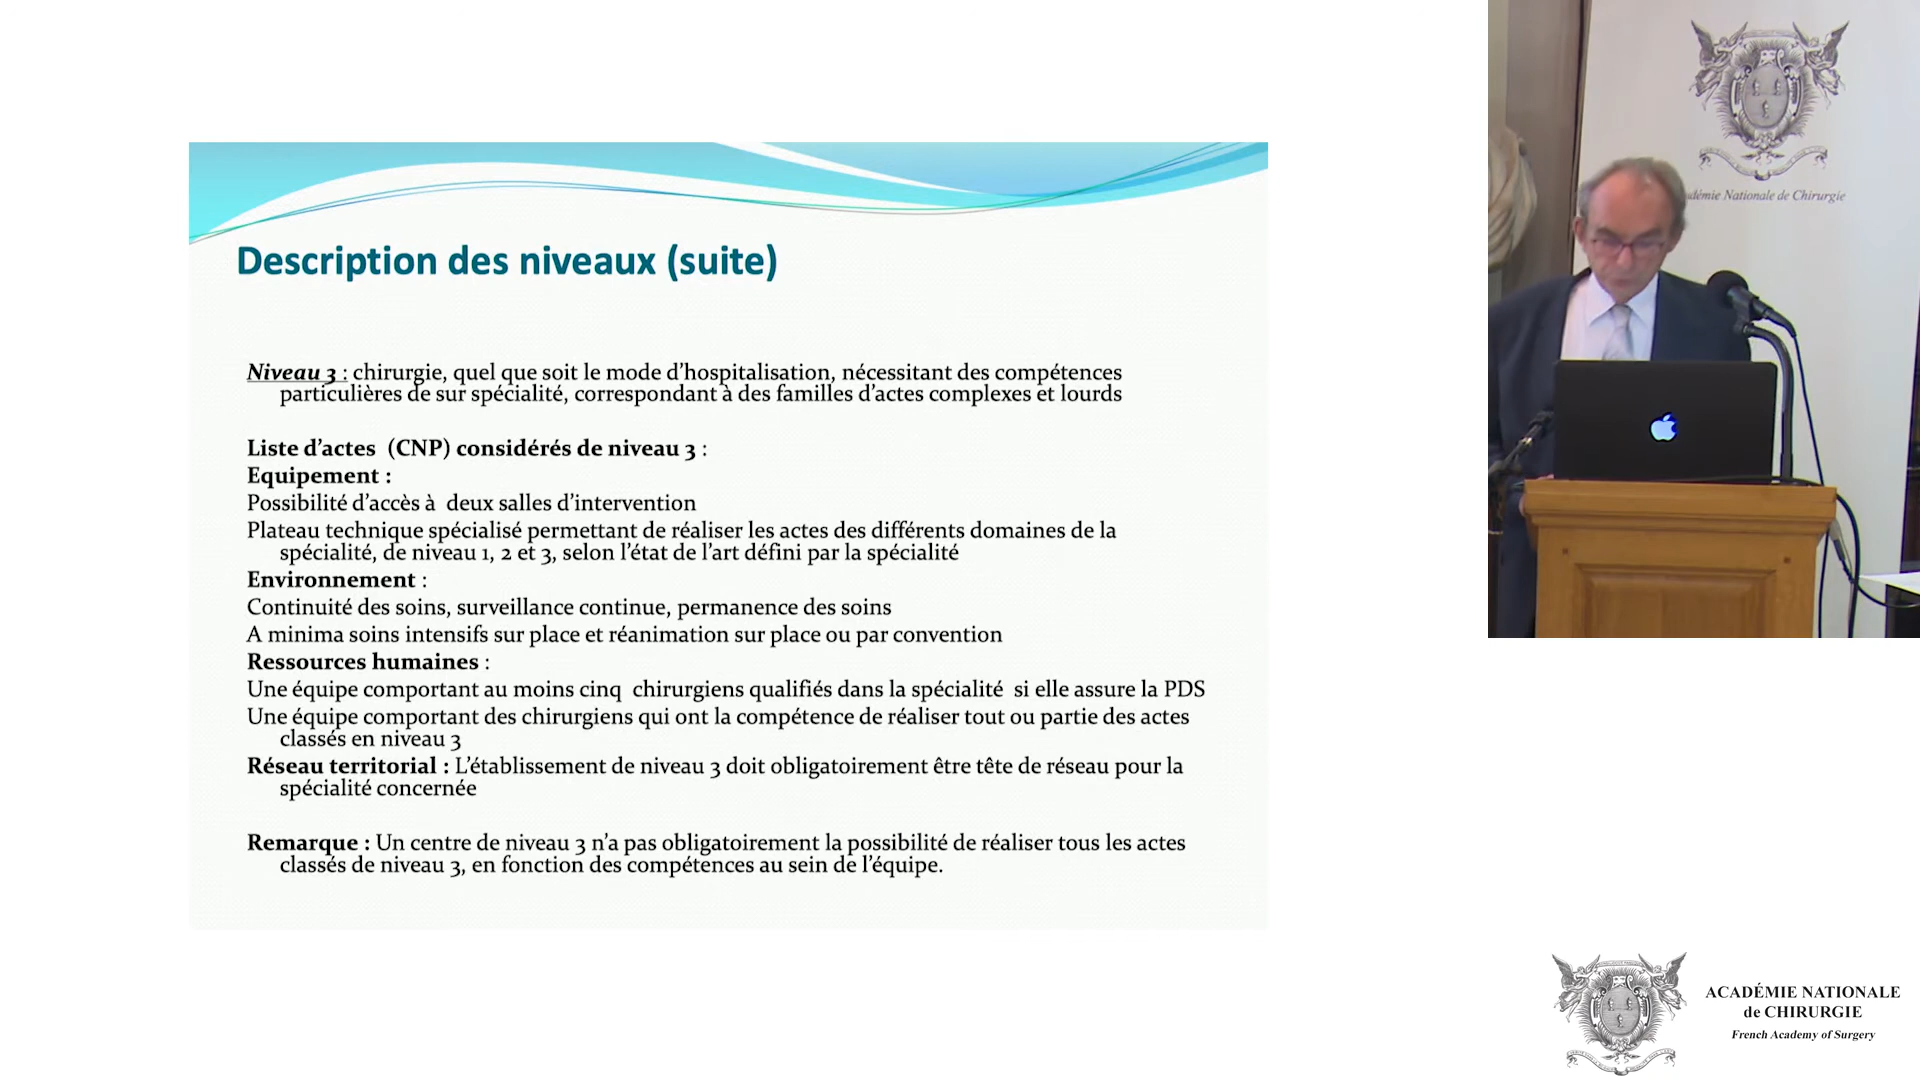 Description des niveaux (suite)
Niveau 3 : chirurgie, quel que soit le mode d’hospitalisation, nécessitant des compétences
particulières de sur spécialité, correspondant à des familles d’actes complexes et lourds
Liste d’actes (CNP) considérés de niveau 3 :
Equipement :
Possibilité d’accès à deux salles d’intervention
Plateau technique spécialisé permettant de réaliser les actes des différents domaines de la
spécialité, de niveau 1, 2 et 3, selon l’état de l’art défini par la spécialité
Environnement :
Continuité des soins, surveillance continue, permanence des soins
A minima soins intensifs sur place et réanimation sur place ou par convention
Ressources humaines :
Une équipe comportant au moins cinq chirurgiens qualifiés dans la spécialité si elle assure la PDS
Une équipe comportant des chirurgiens qui ont la compétence de réaliser tout ou partie des actes
classés en niveau 3
Réseau territorial : L’établissement de niveau 3 doit obligatoirement être tête de réseau pour la
spécialité concernée
Remarque : Un centre de niveau 3 n’a pas obligatoirement la possibilité de réaliser tous les actes
classés de niveau 3, en fonction des compétences au sein de l’équipe.
démie Nationale de Chirurgie
ACADÉMIE NATIONALE
de CHIRURGIE
French Academy of Surgery